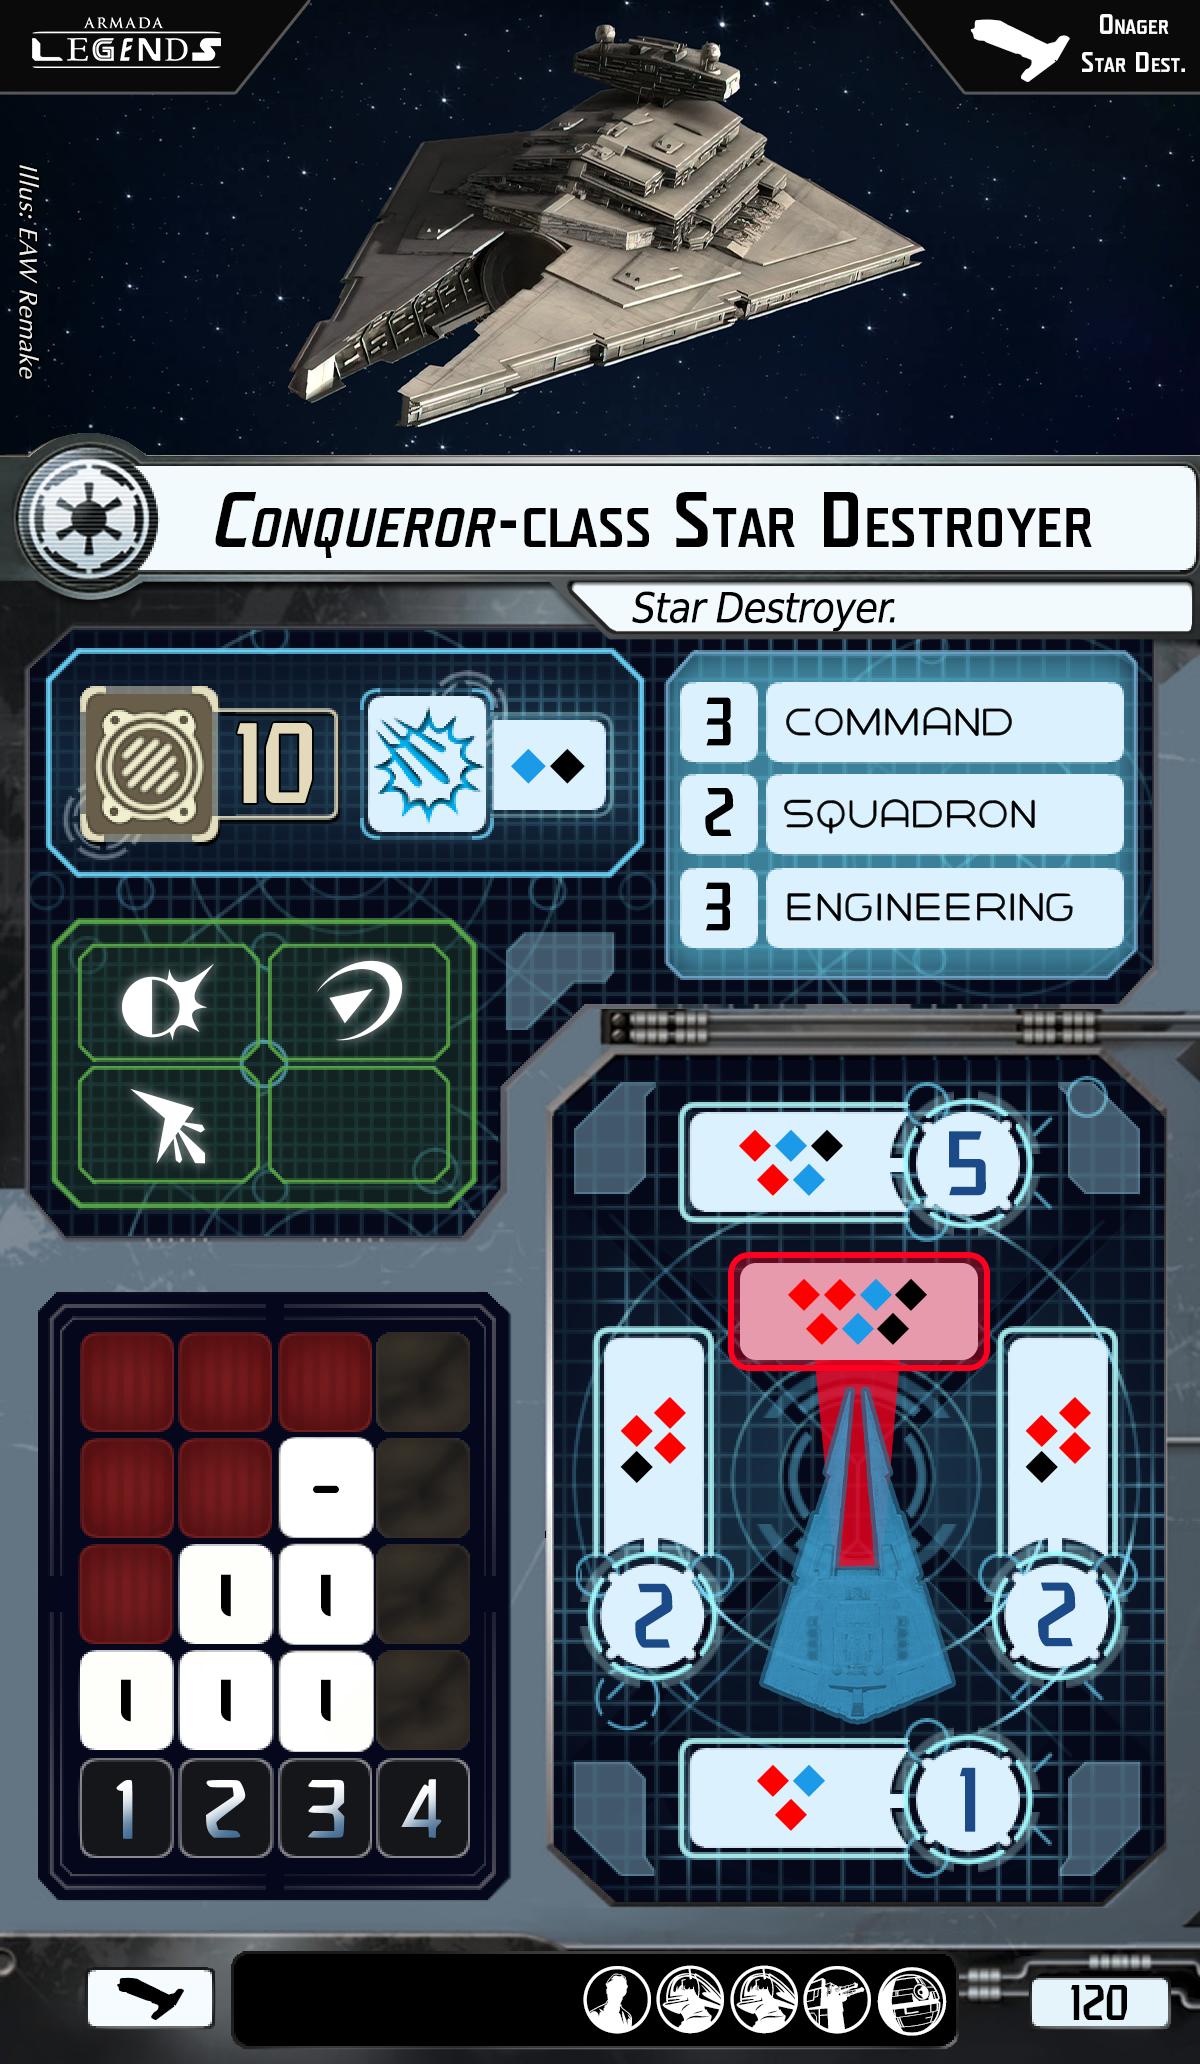 ARMADA
LEGENDS
ONAGER
STAR DEST.
Illus: EAW Remake
CONQUEROR-CLASS STAR DESTROYER
Star Destroyer.
10
3 COMMAND
2 SQUADRON
3 ENGINEERING
5
-
I I
2 2
I I I
1 2 3 4
1
120